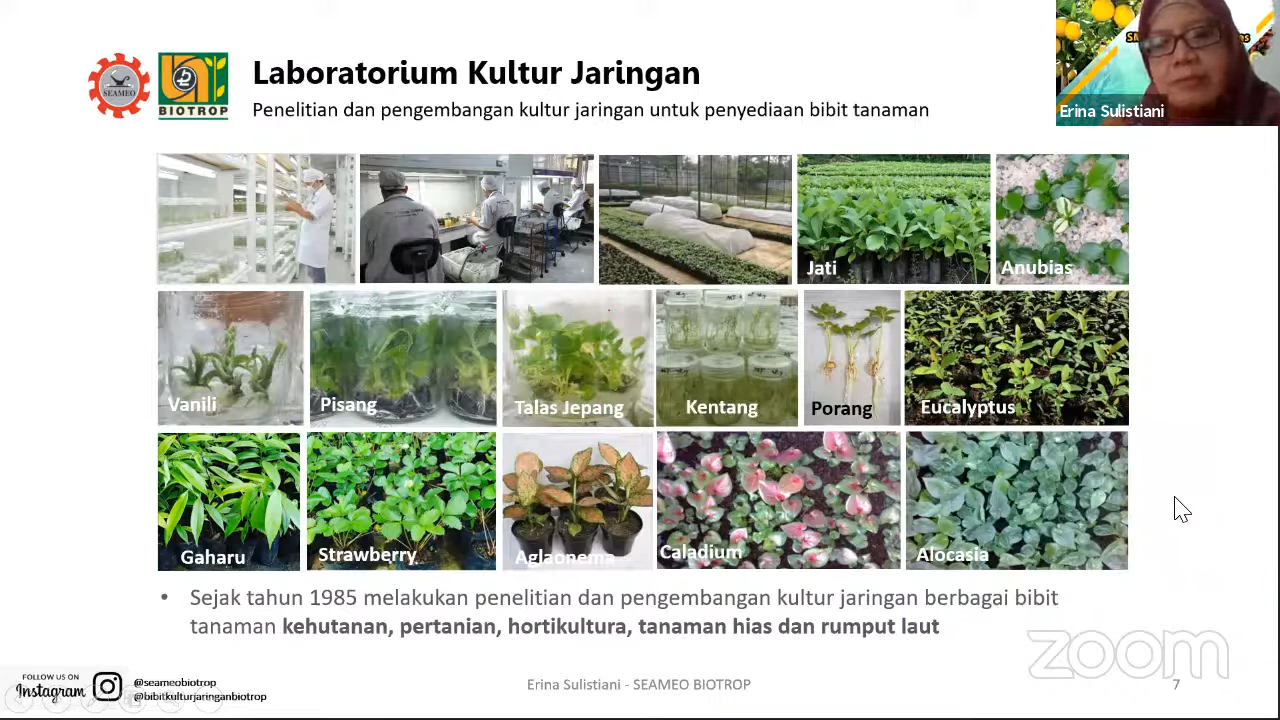 Laboratorium Kultur Jaringan
Penelitian dan pengembangan kultur jaringan untuk penyediaan bibit tanaman
SEAMEO
BIOTROP
Erina Sulistiani
Jati
Anubias
Vanili
Pisang
Talas Jepang
Kentang
Porang
Eucalyptus
Gaharu
Strawberry
Aglaonema
Caladium
Alocasia
• Sejak tahun 1985 melakukan penelitian dan pengembangan kultur jaringan berbagai bibit
tanaman kehutanan, pertanian, hortikultura, tanaman hias dan rumput laut
zoom
FOLLOW US ON
Instagram
@seameobiotrop
@bibitkulturjaringanbiotrop
Erina Sulistiani - SEAMEO BIOTROP
7